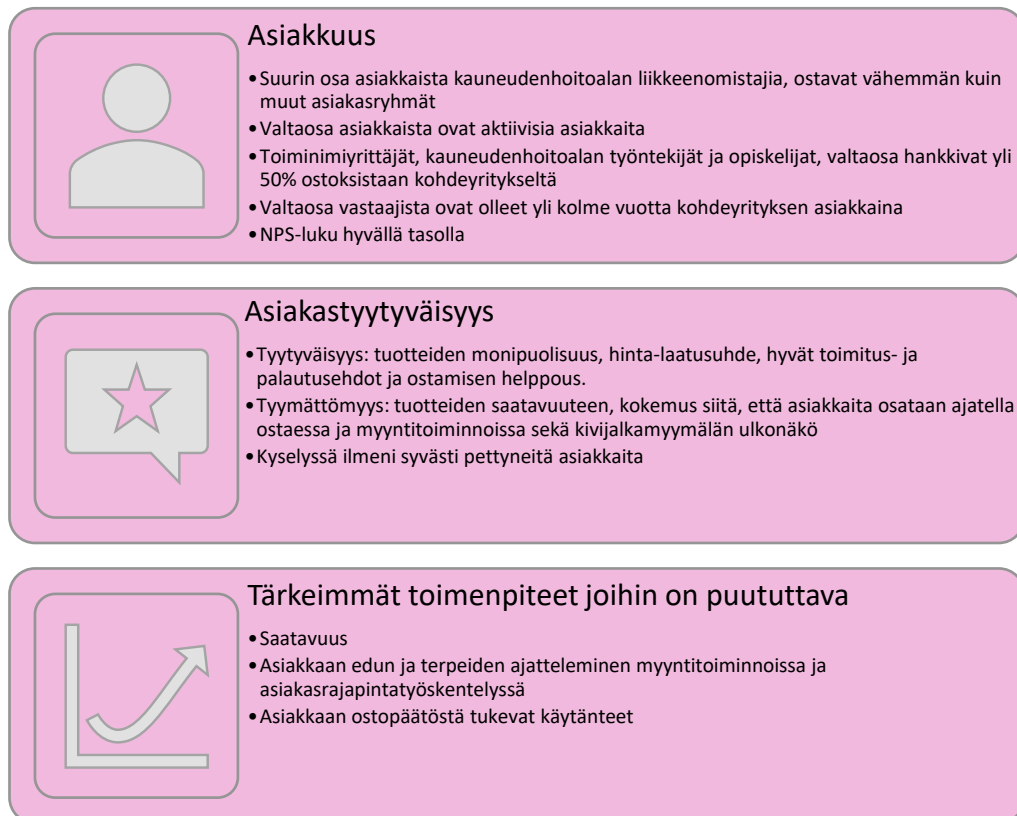 Asiakkuus
•Suurin osa asiakkaista kauneudenhoitoalan liikkeenomistajia, ostavat vähemmän kuin
muut asiakasryhmät
•Valtaosa asiakkaista ovat aktiivisia asiakkaita
•Toiminimiyrittäjät, kauneudenhoitoalan työntekijät ja opiskelijat, valtaosa hankkivat yli
50% ostoksistaan kohdeyritykseltä
•Valtaosa vastaajista ovat olleet yli kolme vuotta kohdeyrityksen asiakkaina
•NPS-luku hyvällä tasolla
Asiakastyytyväisyys
•Tyytyväisyys: tuotteiden monipuolisuus, hinta-laatusuhde, hyvät toimitus- ja
palautusehdot ja ostamisen helppous.
•Tyymättömyys: tuotteiden saatavuuteen, kokemus siitä, että asiakkaita osataan ajatella
ostaessa ja myyntitoiminnoissa sekä kivijalkamyymälän ulkonäkö
•Kyselyssä ilmeni syvästi pettyneitä asiakkaita
Tärkeimmät toimenpiteet joihin on puututtava
•Saatavuus
•Asiakkaan edun ja terpeiden ajatteleminen myyntitoiminnoissa ja
asiakasrajapintatyöskentelyssä
•Asiakkaan ostopäätöstä tukevat käytänteet